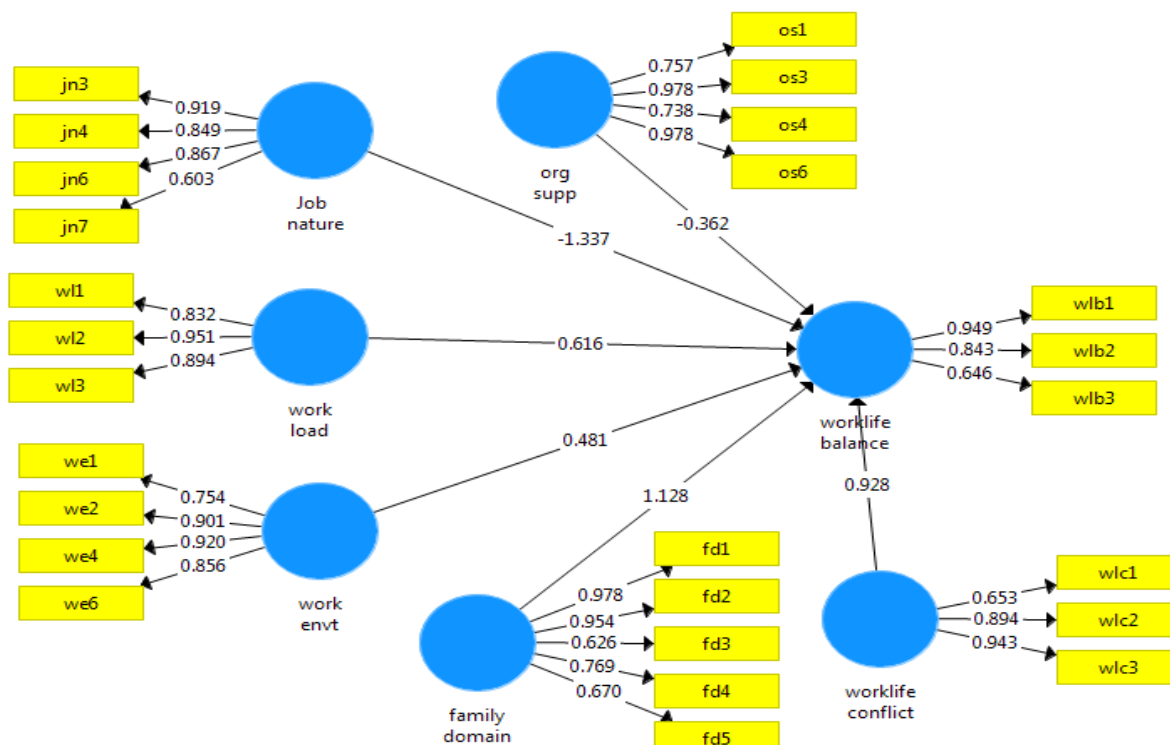 jn3
jn4
jn6
jn7
0.919
0.849
0.867
0.603
Job
nature
os1
os3
os4
os6
0.757
0.978
0.738
0.978
org
supp
-1.337
-0.362
wl1
wl2
wl3
0.832
0.951
0.894
work
load
0.616
wlb1
wlb2
wlb3
0.949
0.843
0.646
worklife
balance
we1
we2
we4
we6
0.754
0.901
0.920
0.856
work
envt
0.481
1.128
0.928
fd1
fd2
fd3
fd4
fd5
0.978
0.954
0.626
0.769
0.670
family
domain
wlc1
wlc2
wlc3
0.653
0.894
0.943
worklife
conflict